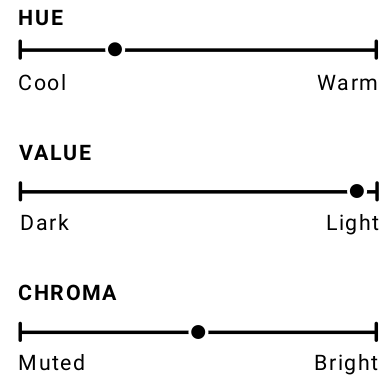 HUE
Cool Warm
VALUE
Dark Light
CHROMA
Muted Bright